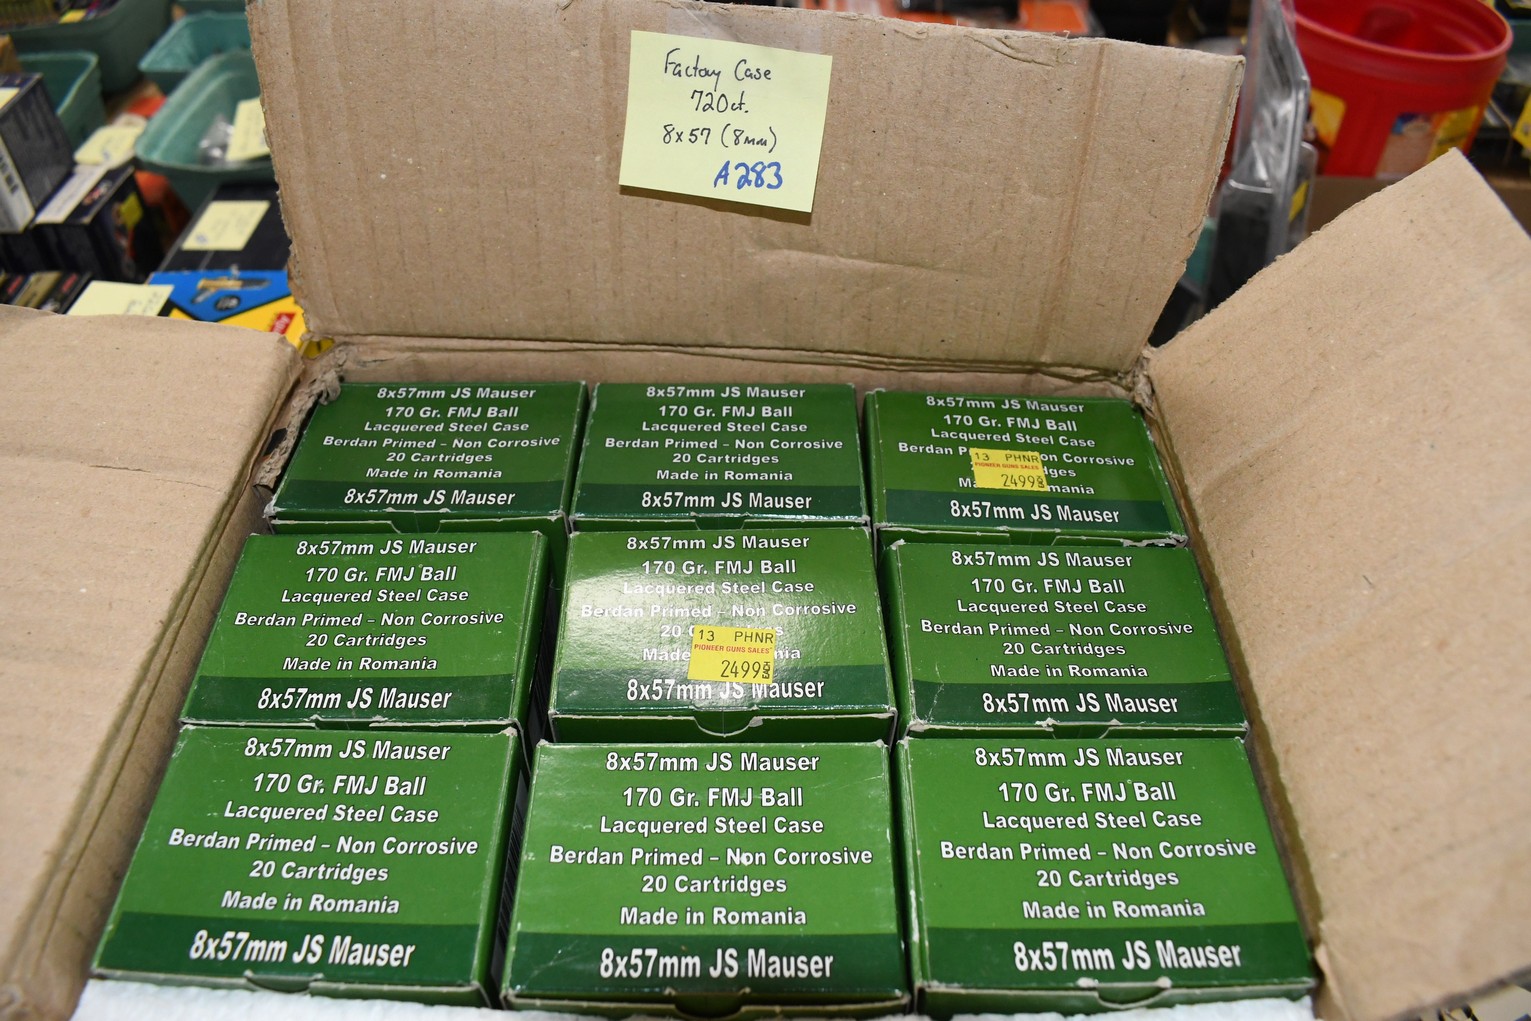 Factory Case
720ct.
8x57 (8mm)
A283
8x57mm JS Mauser
170 Gr. FMJ Ball
Lacquered Steel Case
Berdan Primed – Non Corrosive
20 Cartridges
Made in Romania
8x57mm JS Mauser
8x57mm JS Mauser
170 Gr. FMJ Ball
Lacquered Steel Case
Berdan Primed – Non Corrosive
20 Cartridges
Made in Romania
8x57mm JS Mauser
8x57mm JS Mauser
170 Gr. FMJ Ball
Lacquered Steel Case
Berdan Non Corrosive
13 PHNR
PIONEER GUNS SALES
2499
8x57mm JS Mauser
8x57mm JS Mauser
170 Gr. FMJ Ball
Lacquered Steel Case
Berdan Primed – Non Corrosive
20 Cartridges
Made in Romania
8x57mm JS Mauser
8x57mm JS Mauser
170 Gr. FMJ Ball
Lacquered Steel Case
Berdan Primed – Non Corrosive
20
13 PHNR
PIONEER GUNS SALES
Made
2499 EACH
8x57mm JS Mauser
8x57mm JS Mauser
170 Gr. FMJ Ball
Lacquered Steel Case
Berdan Primed – Non Corrosive
20 Cartridges
Made in Romania
8x57mm JS Mauser
8x57mm JS Mauser
170 Gr. FMJ Ball
Lacquered Steel Case
Berdan Primed – Non Corrosive
20 Cartridges
Made in Romania
8x57mm JS Mauser
8x57mm JS Mauser
170 Gr. FMJ Ball
Lacquered Steel Case
Berdan Primed – Non Corrosive
20 Cartridges
Made in Romania
8x57mm JS Mauser
8x57mm JS Mauser
170 Gr. FMJ Ball
Lacquered Steel Case
Berdan Primed – Non Corrosive
20 Cartridges
Made in Romania
8x57mm JS Mauser